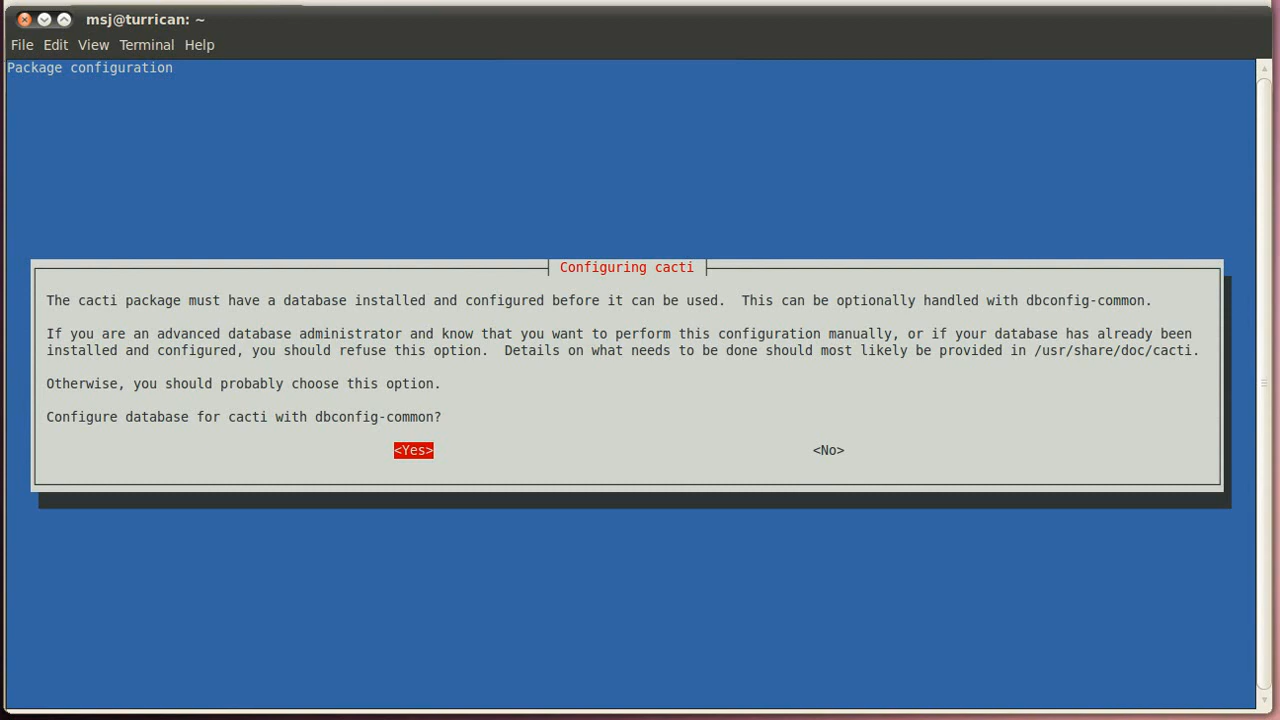 msj@turrican: ~
File Edit View Terminal Help
Package configuration
Configuring cacti
The cacti package must have a database installed and configured before it can be used.  This can be optionally handled with dbconfig-common.
If you are an advanced database administrator and know that you want to perform this configuration manually, or if your database has already been
installed and configured, you should refuse this option.  Details on what needs to be done should most likely be provided in /usr/share/doc/cacti.
Otherwise, you should probably choose this option.
Configure database for cacti with dbconfig-common?
<Yes> <No>